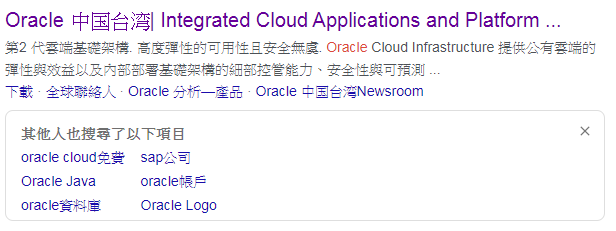 Oracle 中国台湾| Integrated Cloud Applications and Platform ...
第2 代雲端基礎架構. 高度彈性的可用性且安全無虞. Oracle Cloud Infrastructure 提供公有雲端的
彈性與效益以及內部部署基礎架構的細部控管能力、安全性與可預測 ...
下載 · 全球聯絡人 · Oracle 分析—產品 · Oracle 中国台湾Newsroom
其他人也搜尋了以下項目
oracle cloud免費 sap公司
Oracle Java oracle帳戶
oracle資料庫 Oracle Logo